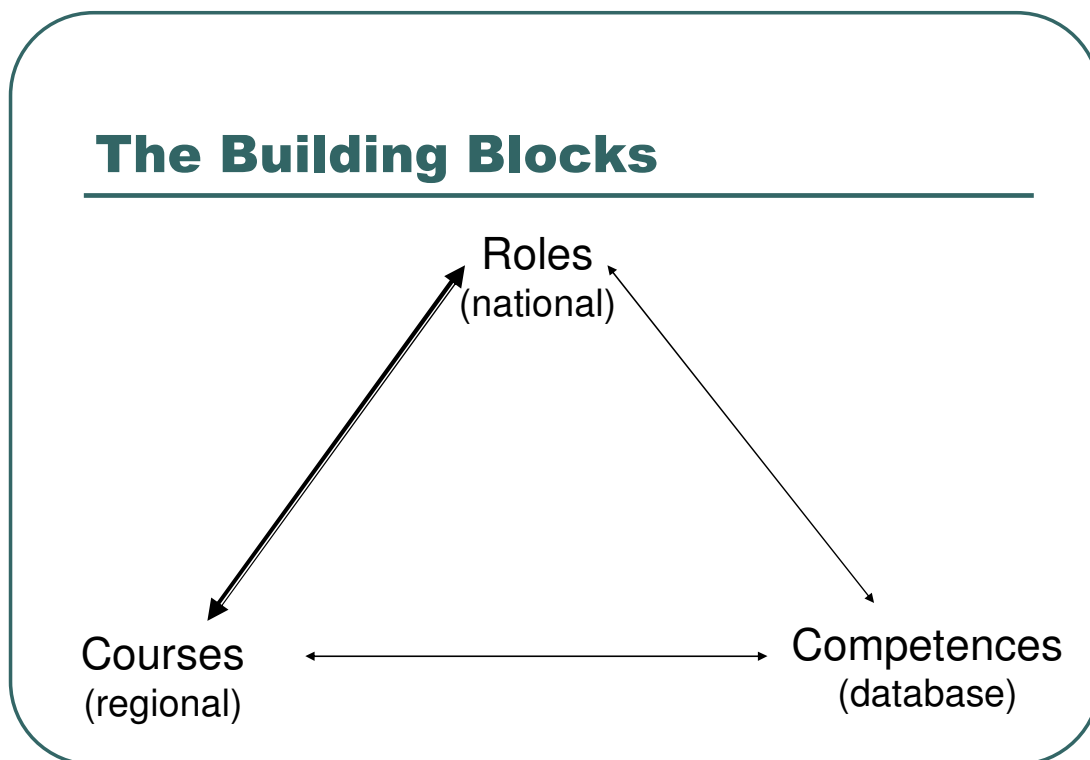 The Building Blocks
Roles
(national)
Courses
(regional)
Competences
(database)